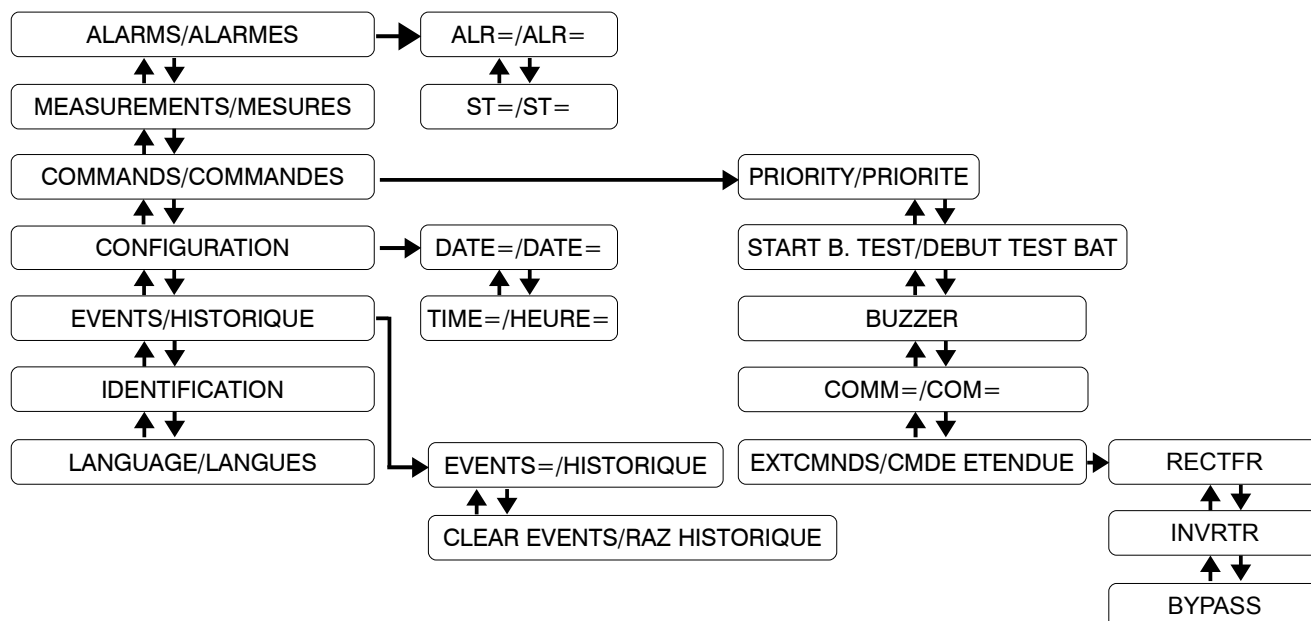 ALARMS/ALARMES
ALR=/ALR=
MEASUREMENTS/MESURES
ST=/ST=
COMMANDS/COMMANDES
PRIORITY/PRIORITE
CONFIGURATION
DATE=/DATE=
START B. TEST/DEBUT TEST BAT
EVENTS/HISTORIQUE
TIME=/HEURE=
BUZZER
IDENTIFICATION
COMM=/COM=
LANGUAGE/LANGUES
EVENTS=/HISTORIQUE
EXTCMNDS/CMDE ETENDUE
RECTFR
CLEAR EVENTS/RAZ HISTORIQUE
INVRTR
BYPASS